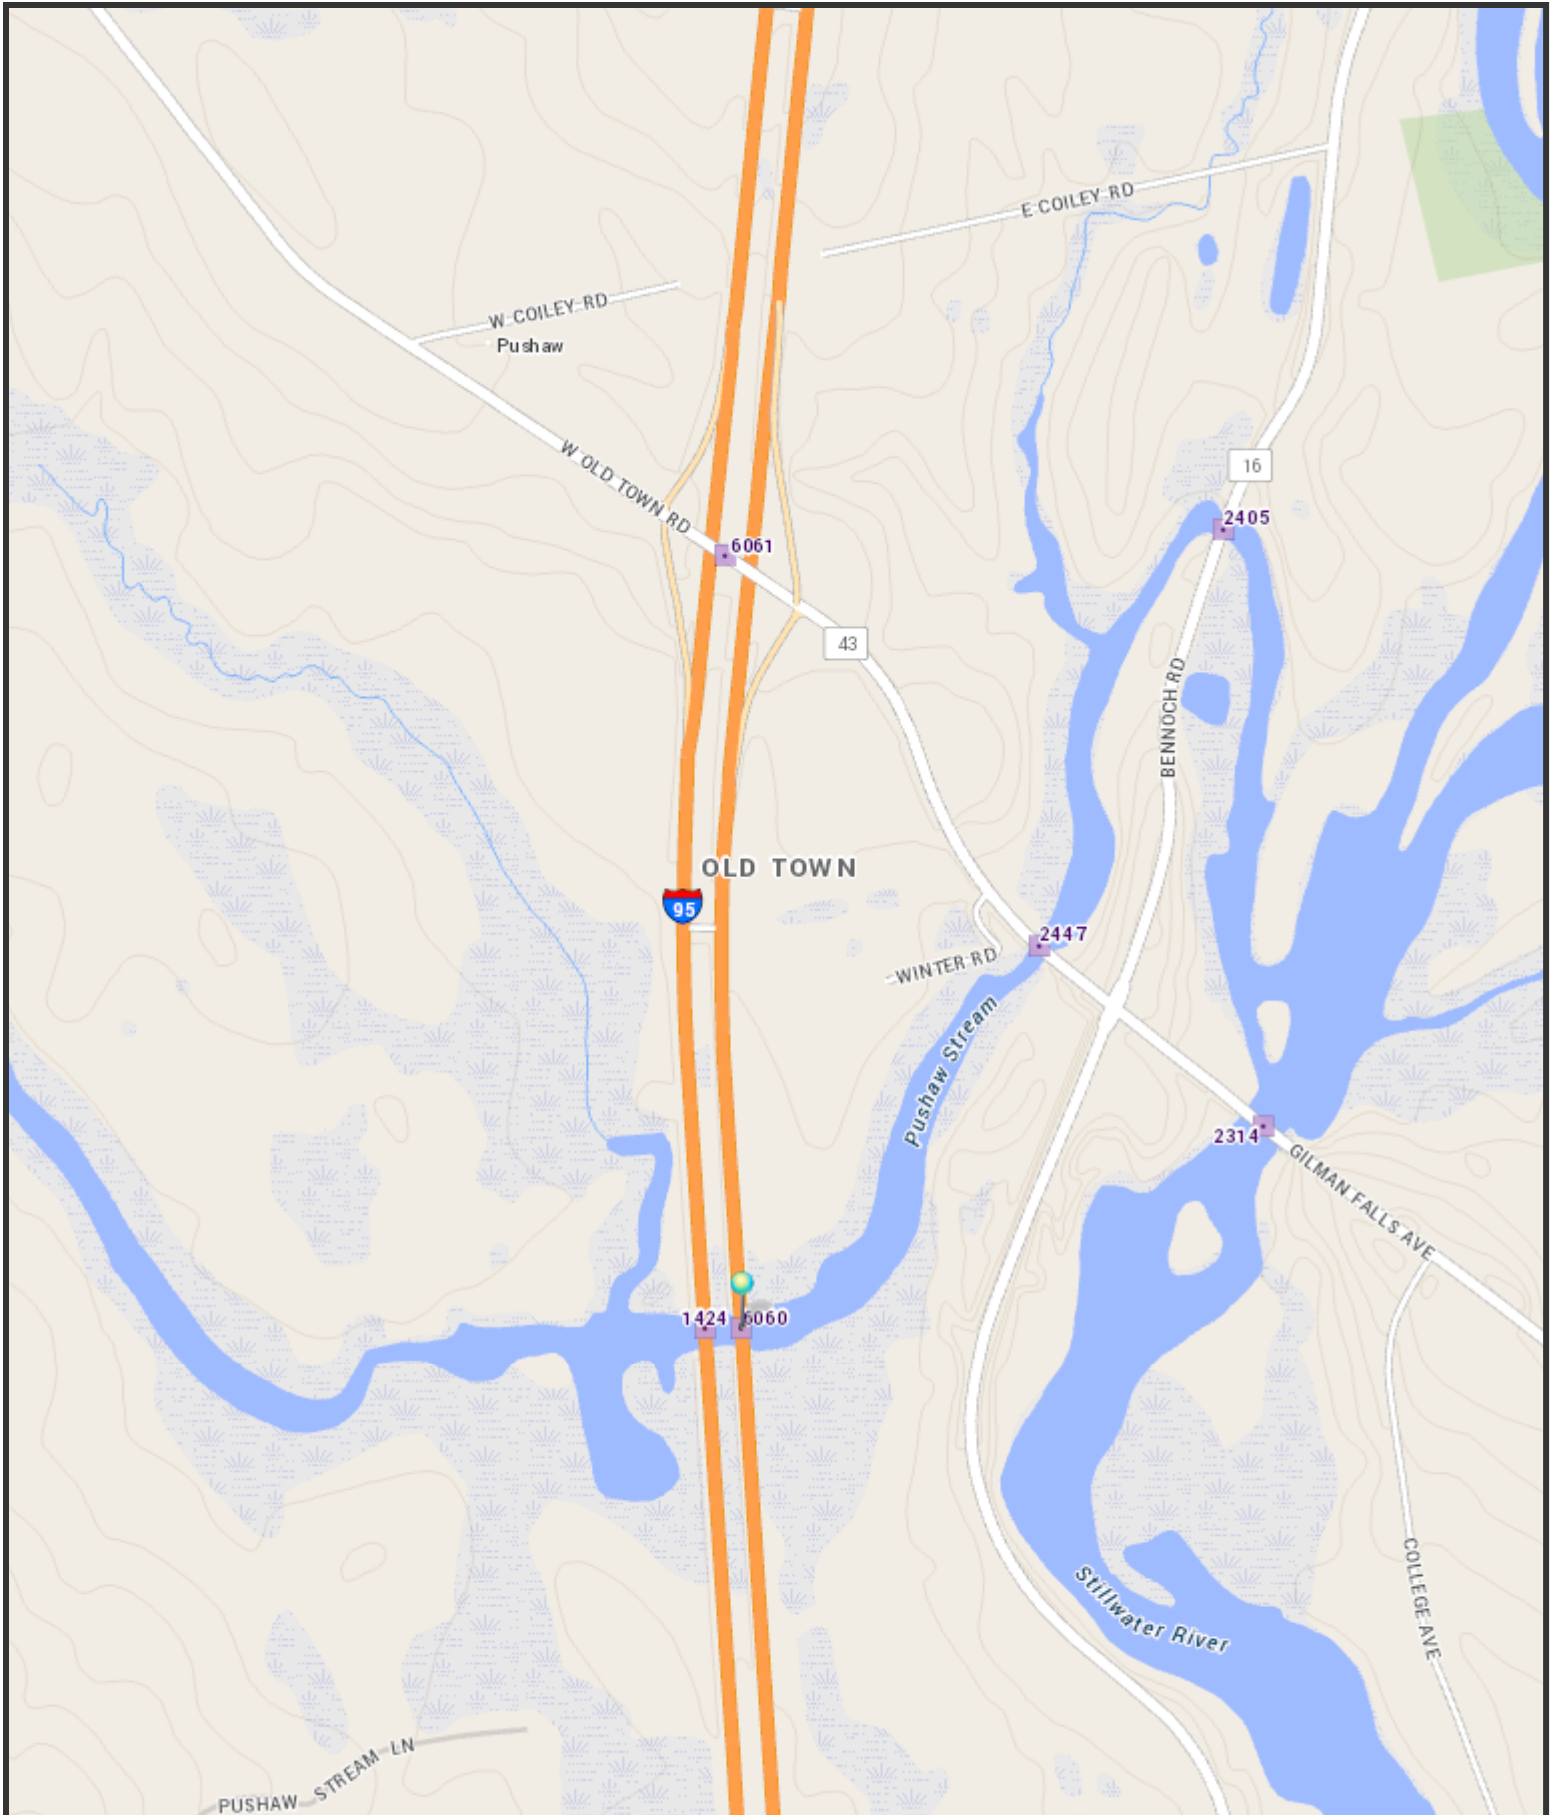 E COILEY RD
W COILEY RD
Pushaw
W OLD TOWN RD
16
2405
6061
43
BENNOCH RD
OLD TOWN
95
2447
WINTER RD
Pushaw Stream
2314
GILMAN FALLS AVE
1424
6060
COLLEGE AVE
Stillwater River
PUSHAW STREAM LN